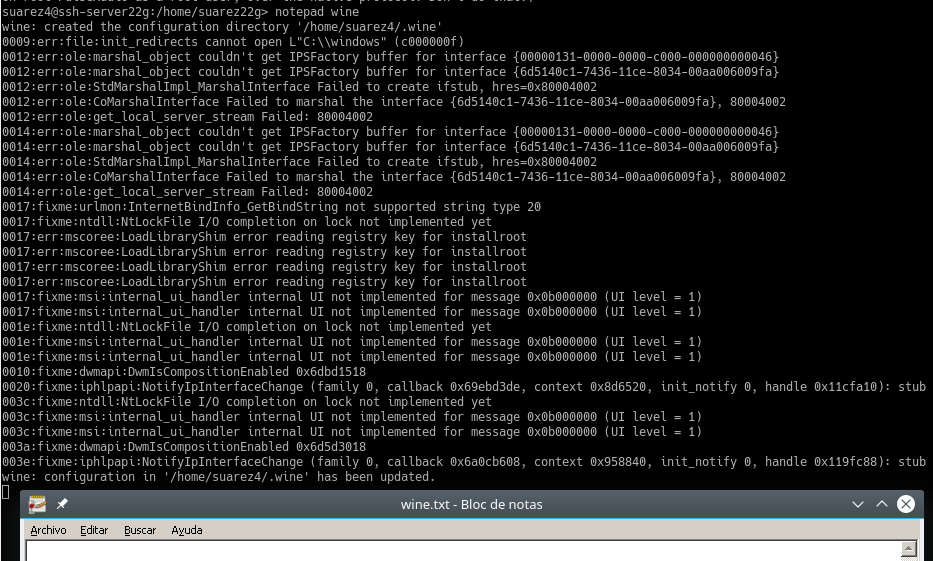 suarez4@ssh-server22g:/home/suarez22g> notepad wine
wine: created the configuration directory '/home/suarez4/.wine'
0009:err:file:init_redirects cannot open L"C:\\windows" (c000000f)
0012:err:ole:marshal_object couldn't get IPSFactory buffer for interface {00000131-0000-0000-c000-000000000046}
0012:err:ole:marshal_object couldn't get IPSFactory buffer for interface {6d5140c1-7436-11ce-8034-00aa006009fa}
0012:err:ole:StdMarshalImpl_MarshalInterface Failed to create ifstub, hres=0x80004002
0012:err:ole:CoMarshalInterface Failed to marshal the interface {6d5140c1-7436-11ce-8034-00aa006009fa}, 80004002
0012:err:ole:get_local_server_stream Failed: 80004002
0014:err:ole:marshal_object couldn't get IPSFactory buffer for interface {00000131-0000-0000-c000-000000000046}
0014:err:ole:marshal_object couldn't get IPSFactory buffer for interface {6d5140c1-7436-11ce-8034-00aa006009fa}
0014:err:ole:StdMarshalImpl_MarshalInterface Failed to create ifstub, hres=0x80004002
0014:err:ole:CoMarshalInterface Failed to marshal the interface {6d5140c1-7436-11ce-8034-00aa006009fa}, 80004002
0014:err:ole:get_local_server_stream Failed: 80004002
0017:fixme:urlmon:InternetBindInfo_GetBindString not supported string type 20
0017:fixme:ntdll:NtLockFile I/O completion on lock not implemented yet
0017:err:mscoree:LoadLibraryShim error reading registry key for installroot
0017:err:mscoree:LoadLibraryShim error reading registry key for installroot
0017:err:mscoree:LoadLibraryShim error reading registry key for installroot
0017:err:mscoree:LoadLibraryShim error reading registry key for installroot
0017:fixme:msi:internal_ui_handler internal UI not implemented for message 0x0b000000 (UI level = 1)
0017:fixme:msi:internal_ui_handler internal UI not implemented for message 0x0b000000 (UI level = 1)
001e:fixme:ntdll:NtLockFile I/O completion on lock not implemented yet
001e:fixme:msi:internal_ui_handler internal UI not implemented for message 0x0b000000 (UI level = 1)
001e:fixme:msi:internal_ui_handler internal UI not implemented for message 0x0b000000 (UI level = 1)
0010:fixme:dwmapi:DwmIsCompositionEnabled 0x6dbd1518
0020:fixme:iphlpapi:NotifyIpInterfaceChange (family 0, callback 0x69ebd3de, context 0x8d6520, init_notify 0, handle 0x11cfa10): stub
003c:fixme:ntdll:NtLockFile I/O completion on lock not implemented yet
003c:fixme:msi:internal_ui_handler internal UI not implemented for message 0x0b000000 (UI level = 1)
003c:fixme:msi:internal_ui_handler internal UI not implemented for message 0x0b000000 (UI level = 1)
003a:fixme:dwmapi:DwmIsCompositionEnabled 0x6d5d3018
003e:fixme:iphlpapi:NotifyIpInterfaceChange (family 0, callback 0x6a0cb608, context 0x958840, init_notify 0, handle 0x119fc88): stub
wine: configuration in '/home/suarez4/.wine' has been updated.
wine.txt - Bloc de notas
Archivo Editar Buscar Ayuda